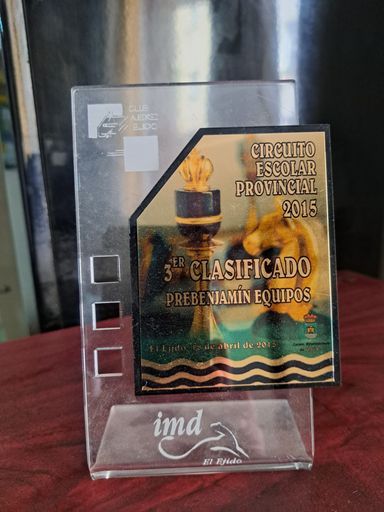 CLUB
AJEDREZ
EJIDO
CIRCUITO
ESCOLAR
PROVINCIAL
2015
3ER CLASIFICADO
PREBENJAMÍN EQUIPOS
El Ejido, de abril de 2015
imd
El Ejido